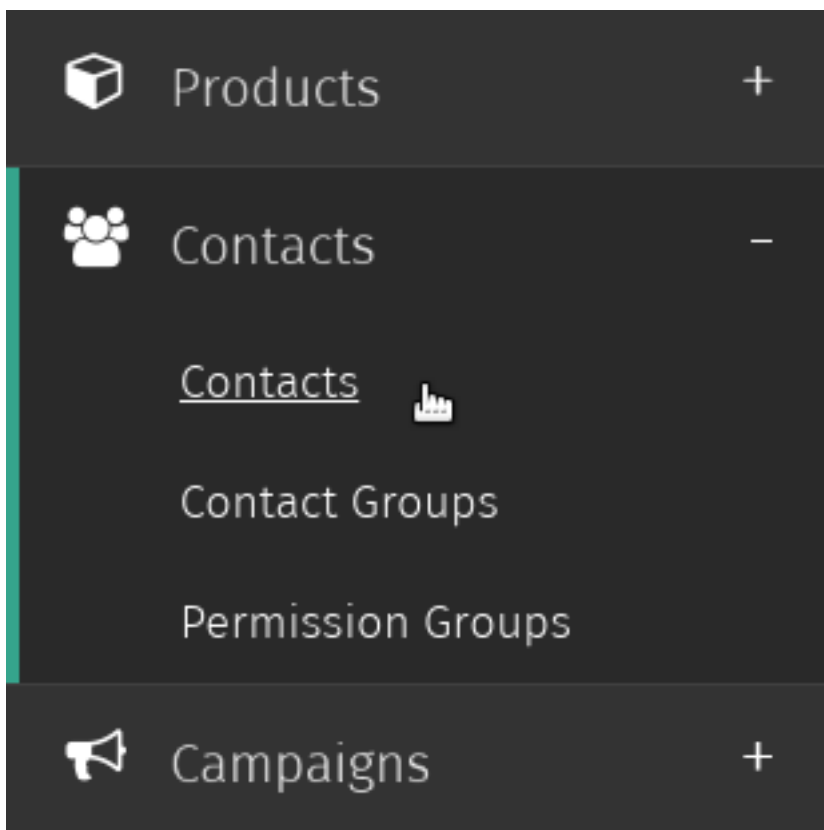 Products +
Contacts −
Contacts
Contact Groups
Permission Groups
Campaigns +